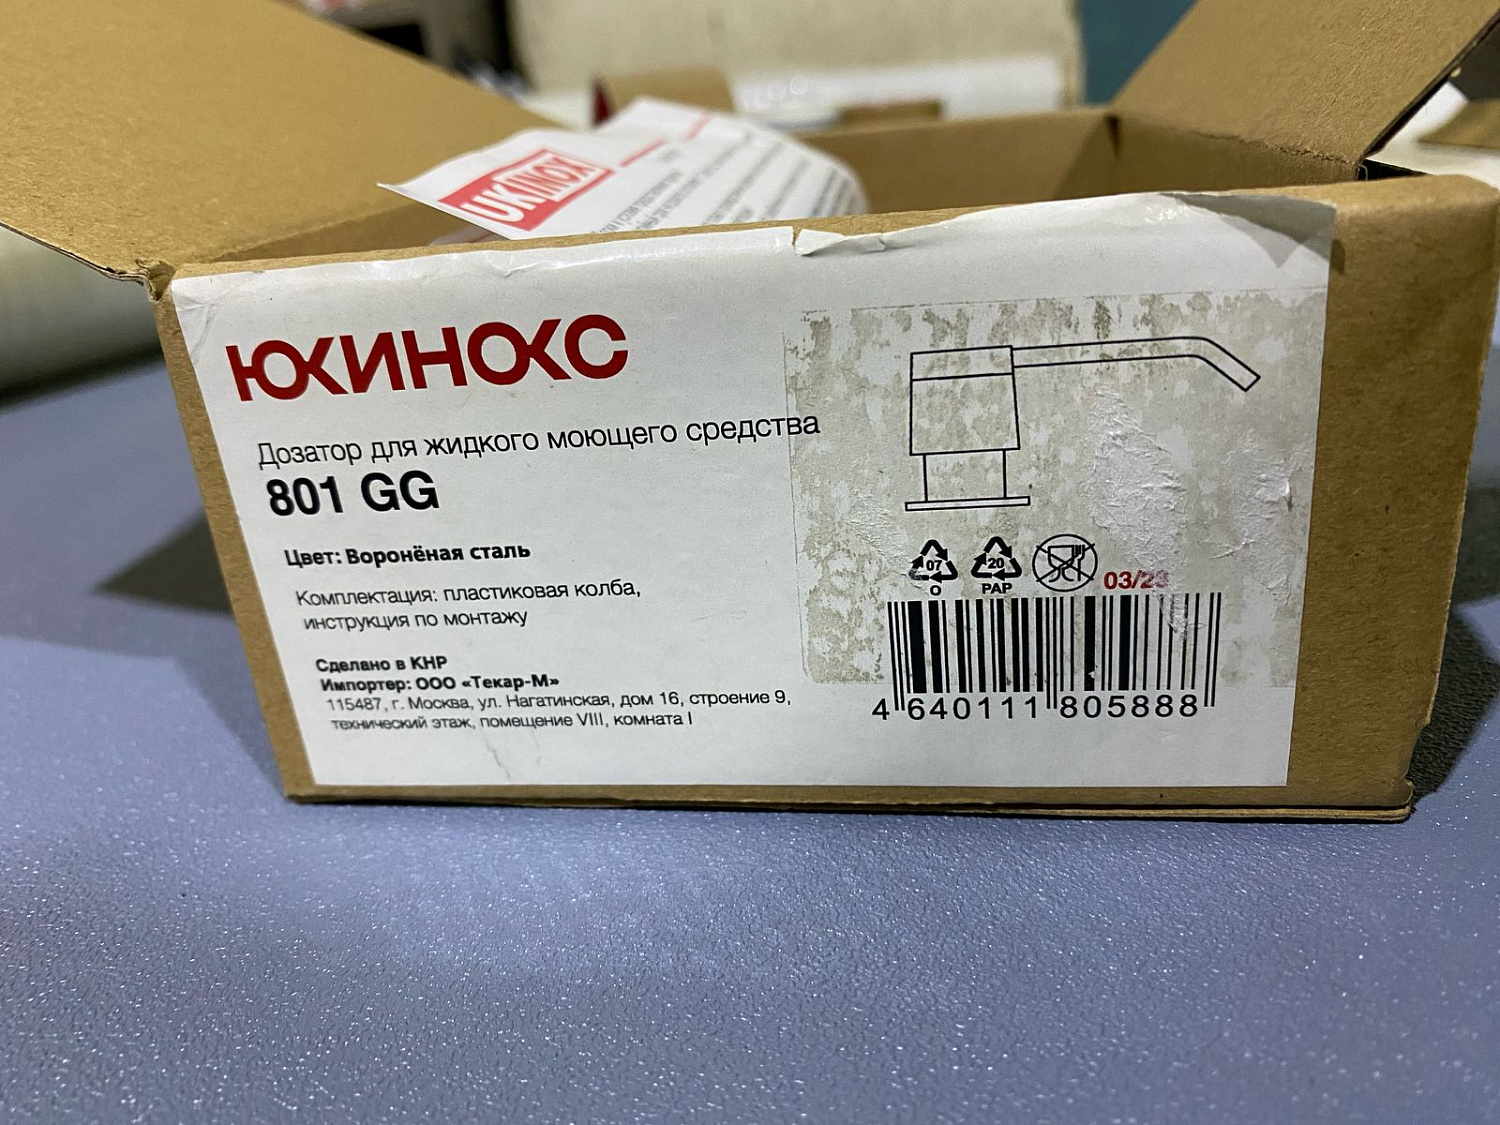 UKINOX
ЮКИНОКС
Дозатор для жидкого моющего средства
801 GG
Цвет: Воронёная сталь
Комплектация: пластиковая колба,
инструкция по монтажу
Сделано в КНР
Импортер: ООО «Текар-М»
115487, г. Москва, ул. Нагатинская, дом 16, строение 9,
технический этаж, помещение VIII, комната I
07
O
20
PAP
03/23
4 640111 805888